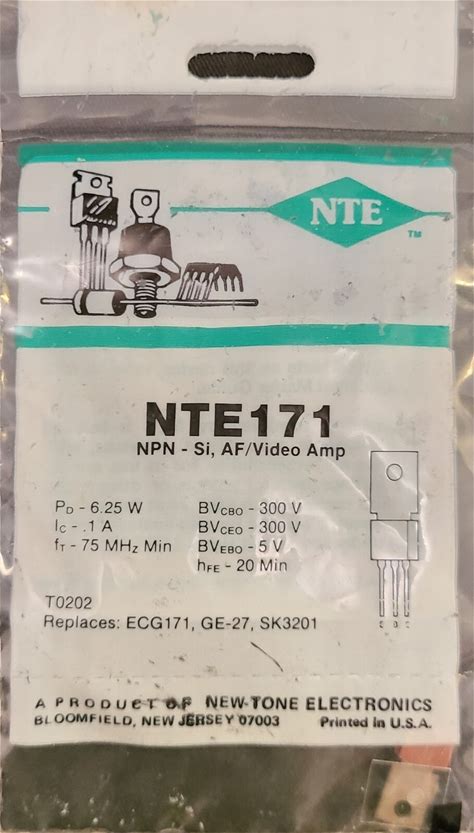 NTE
TM
NTE171
NPN - Si, AF/Video Amp
PD - 6.25 W BVCBO - 300 V
IC - .1 A BVCEO - 300 V
fT - 75 MHz Min BVEBO - 5 V
hFE - 20 Min
T0202
Replaces: ECG171, GE-27, SK3201
A PRODUCT OF NEW-TONE ELECTRONICS
BLOOMFIELD, NEW JERSEY 07003 Printed in U.S.A.